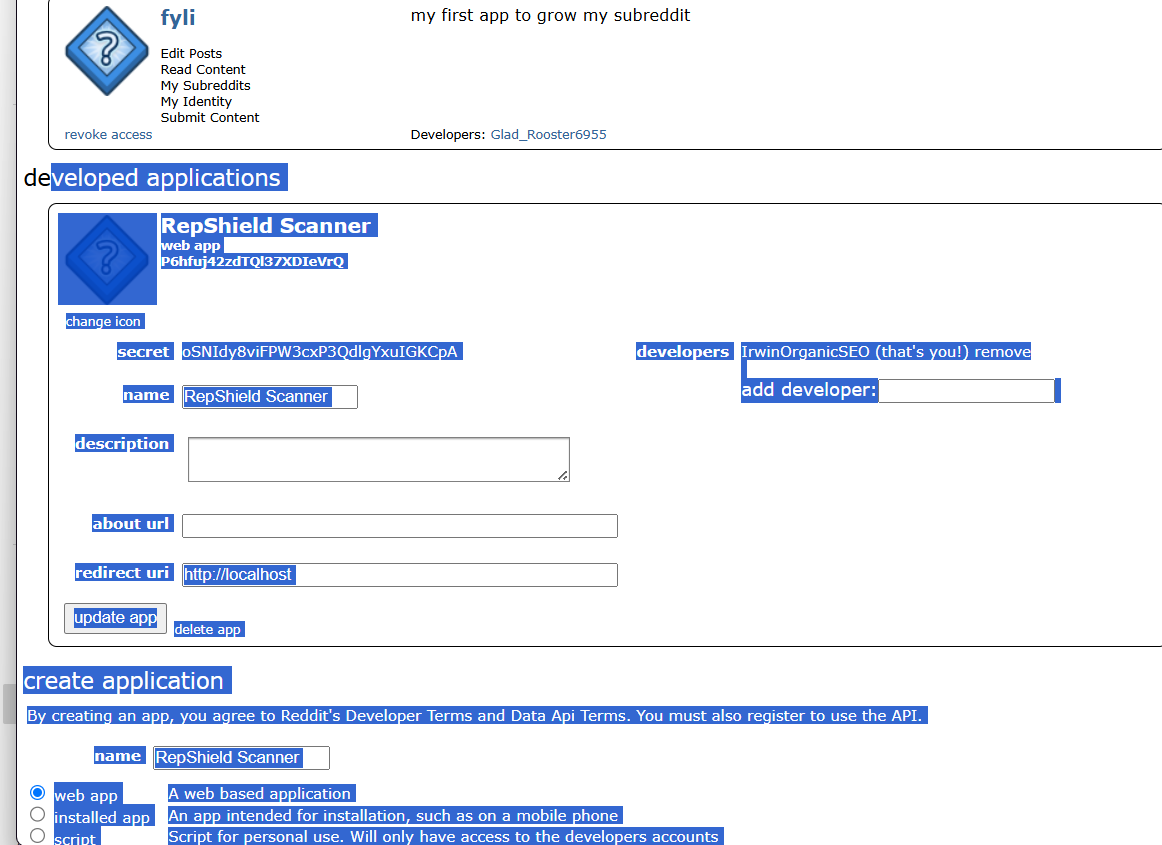 fyli
my first app to grow my subreddit
Edit Posts
Read Content
My Subreddits
My Identity
Submit Content
revoke access
Developers: Glad_Rooster6955
developed applications
RepShield Scanner
web app
P6hfuj42zdTQl37XDIeVrQ
change icon
secret oSNIdy8viFPW3cxP3QdlgYxuIGKCpA
developers IrwinOrganicSEO (that's you!) remove
name RepShield Scanner
add developer:
description
about url
redirect uri http://localhost
update app
delete app
create application
By creating an app, you agree to Reddit's Developer Terms and Data Api Terms. You must also register to use the API.
name RepShield Scanner
web app A web based application
installed app An app intended for installation, such as on a mobile phone
script Script for personal use. Will only have access to the developers accounts